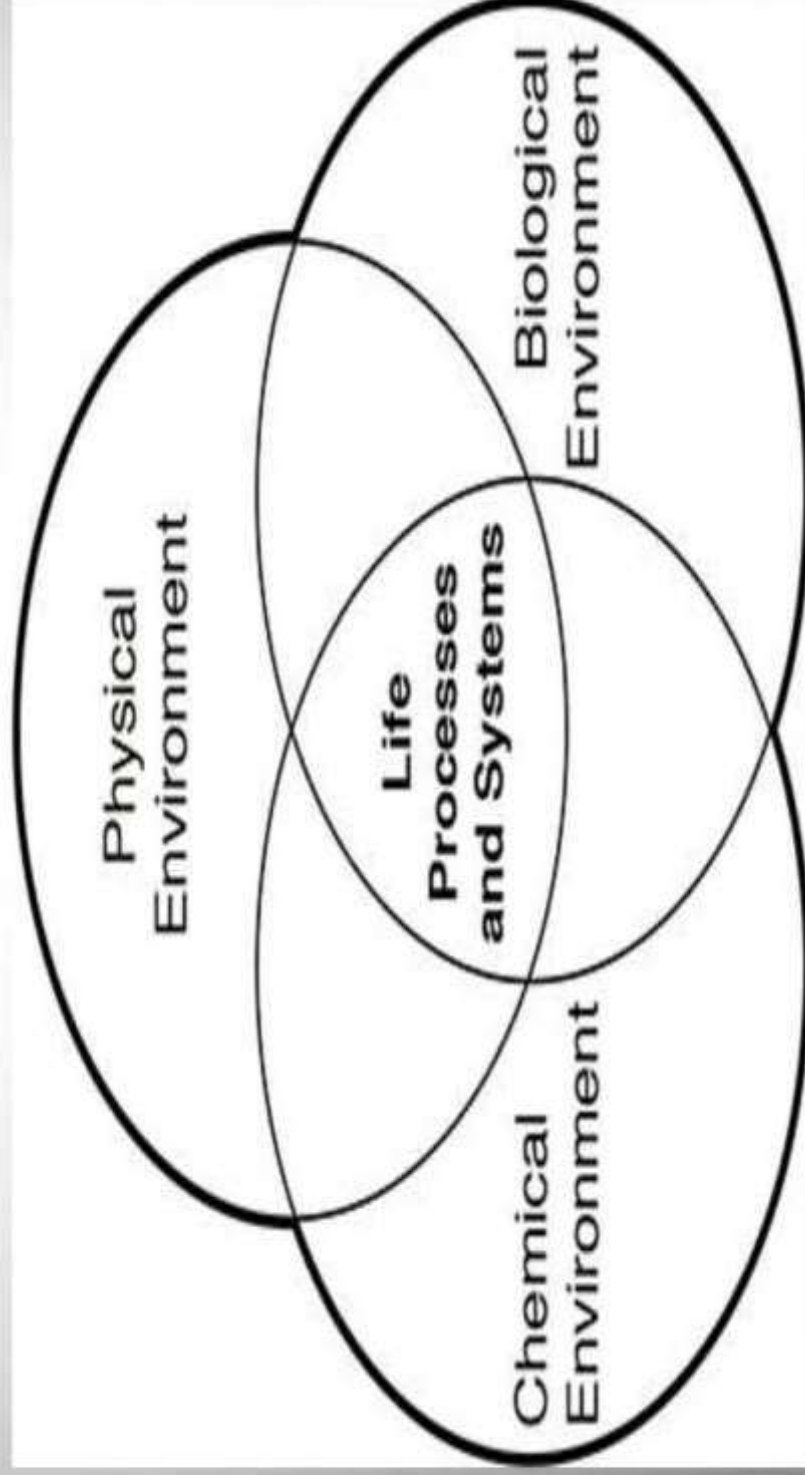 Physical
Environment
Life
Processes
and Systems
Chemical
Environment
Biological
Environment